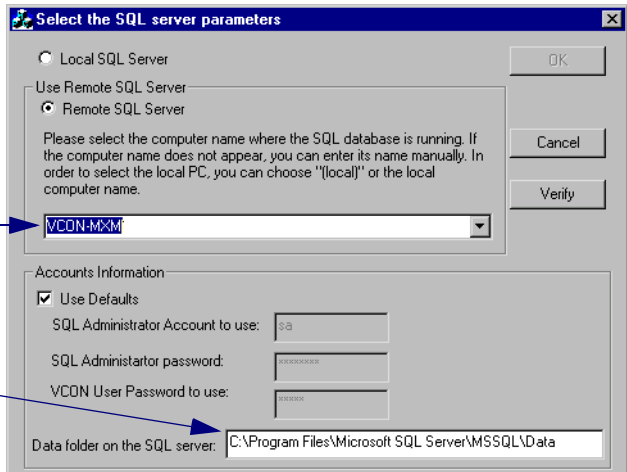 Select the SQL server parameters
Local SQL Server
OK
Use Remote SQL Server
Remote SQL Server
Please select the computer name where the SQL database is running. If
the computer name does not appear, you can enter its name manually. In
order to select the local PC, you can choose "(local)" or the local
computer name.
Cancel
Verify
VCON-MXM
Accounts Information
Use Defaults
SQL Administrator Account to use:
sa
SQL Administartor password:
xxxxxxxx
VCON User Password to use:
xxxxx
Data folder on the SQL server:
C:\Program Files\Microsoft SQL Server\MSSQL\Data